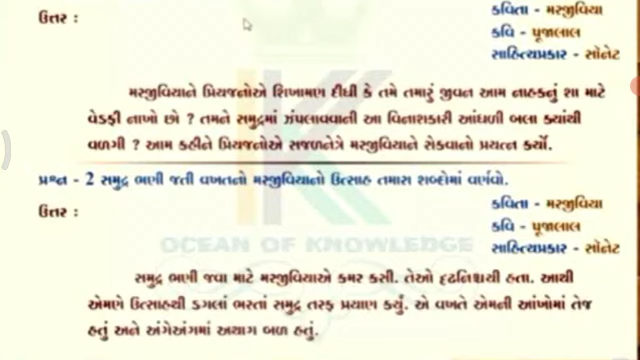 કવિતા - મરજીવિયા
ઉત્તર :
કવિ - પૂજાલાલ
સાહિત્યપ્રકાર - સૉનેટ
મરજીવિયાને પ્રિયજનોએ શિખામણ દીધી કે તમે તમારું જીવન આમ નાહકનું શા માટે
વેડફી નાખો છો ? તમને સમુદ્રમાં ઝંપલાવવાની આ વિનાશકારી આંધળી બલા ક્યાંથી
વળગી ? આમ કહીને પ્રિયજનોએ સજળનેત્રે મરજીવિયાને રોકવાનો પ્રયત્ન કર્યો.
પ્રશ્ન - 2 સમુદ્ર ભણી જતી વખતનો મરજીવિયાનો ઉત્સાહ તમારા શબ્દોમાં વર્ણવો.
ઉત્તર :
કવિતા - મરજીવિયા
કવિ - પૂજાલાલ
સાહિત્યપ્રકાર - સૉનેટ
OCEAN OF KNOWLEDGE
સમુદ્ર ભણી જવા માટે મરજીવિયાએ કમર કસી. તેઓ દૃઢનિશ્ચયી હતા. આથી
એમણે ઉત્સાહથી ડગલાં ભરતાં સમુદ્ર તરફ પ્રયાણ કર્યું. એ વખતે એમની આંખોમાં તેજ
હતું અને અંગેઅંગમાં અથાગ બળ હતું.